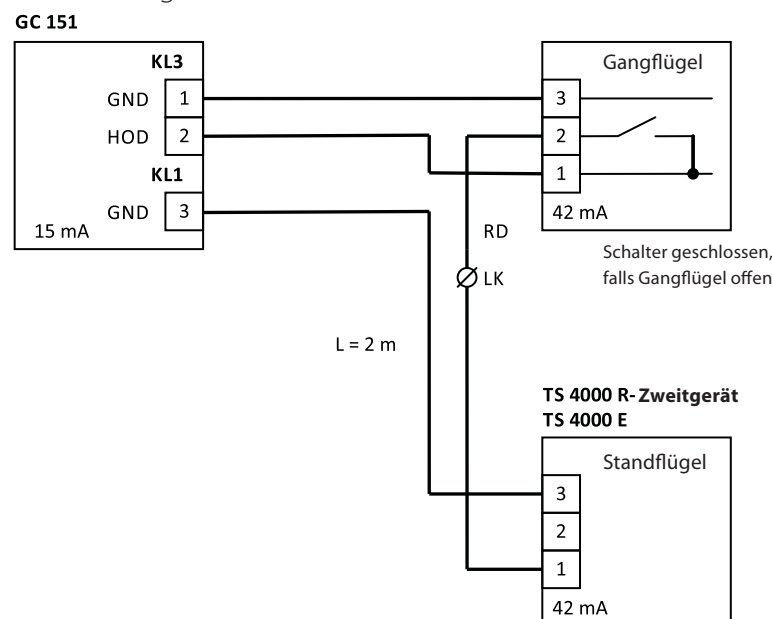 GC 151
KL3
GND 1
HOD 2
KL1
GND 3
15 mA
Gangflügel
3
2
1
42 mA
RD
LK
Schalter geschlossen,
falls Gangflügel offen
L = 2 m
TS 4000 R- Zweitgerät
TS 4000 E
Standflügel
3
2
1
42 mA